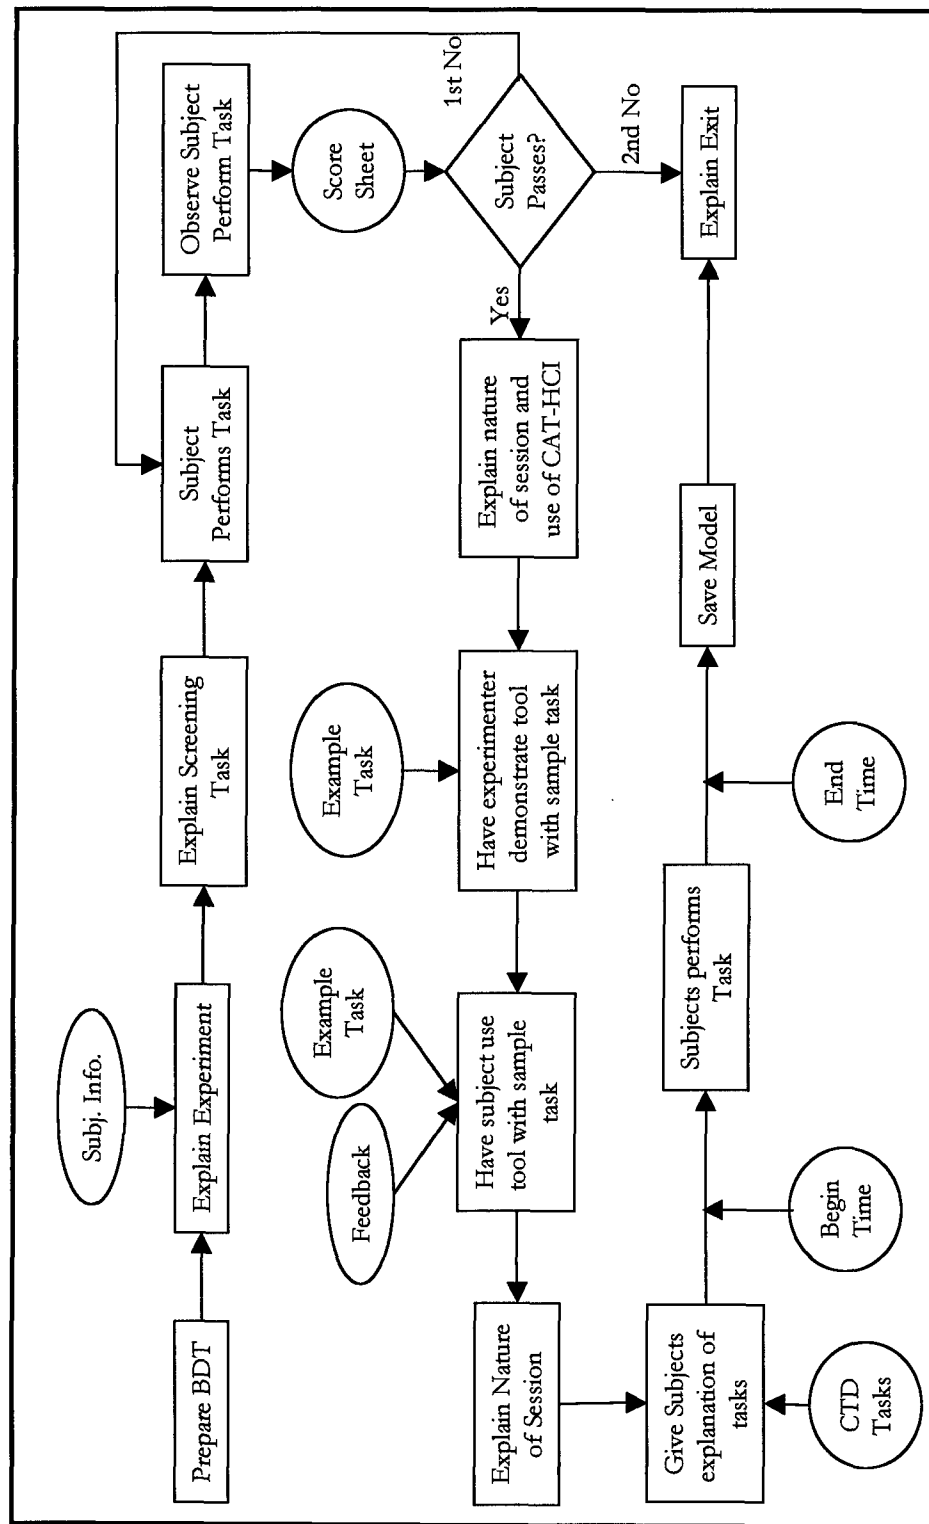 Prepare BDT
Subj. Info.
Explain Experiment
Explain Screening
Task
Subject
Performs Task
Observe Subject
Perform Task
Score
Sheet
Subject
Passes?
1st No
2nd No
Yes
Explain nature
of session and
use of CAT-HCI
Example
Task
Have experimenter
demonstrate tool
with sample task
Example
Task
Feedback
Have subject use
tool with sample
task
Explain Nature
of Session
Give Subjects
explanation of
tasks
CTD
Tasks
Begin
Time
Subjects performs
Task
End
Time
Save Model
Explain Exit